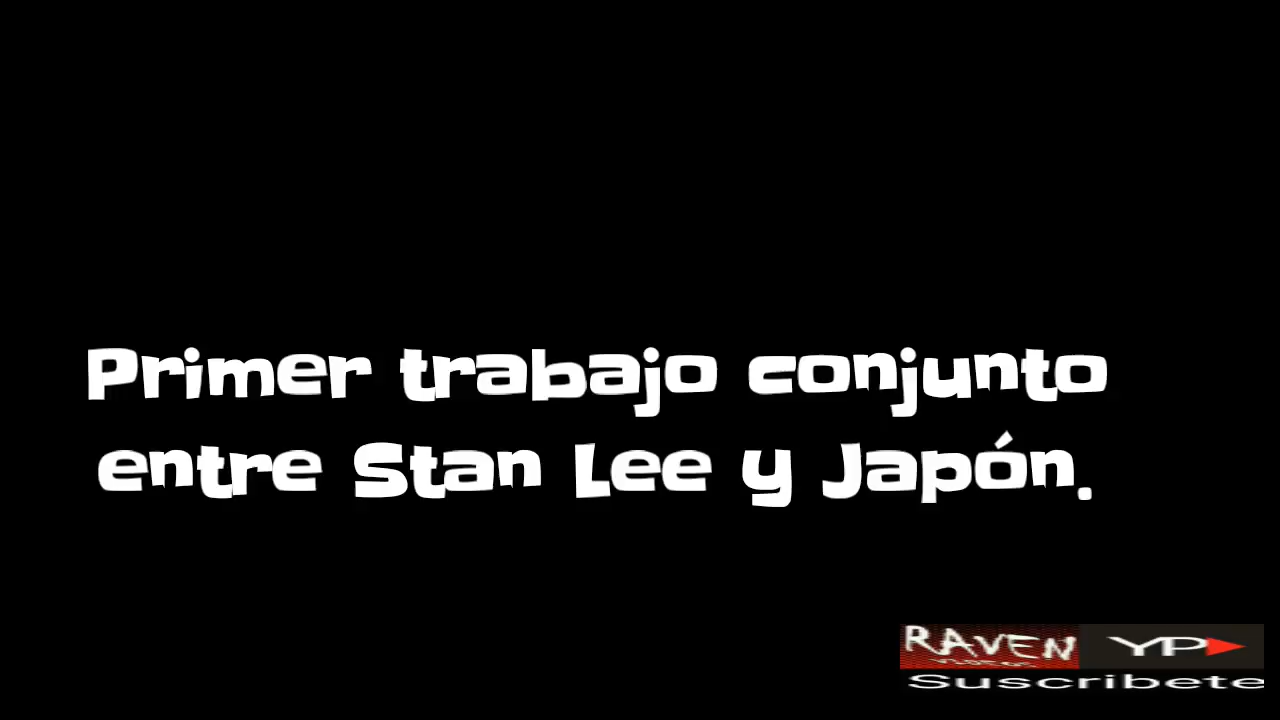 Primer trabajo conjunto
entre Stan Lee y Japón.
RAVEN YP
Suscribete